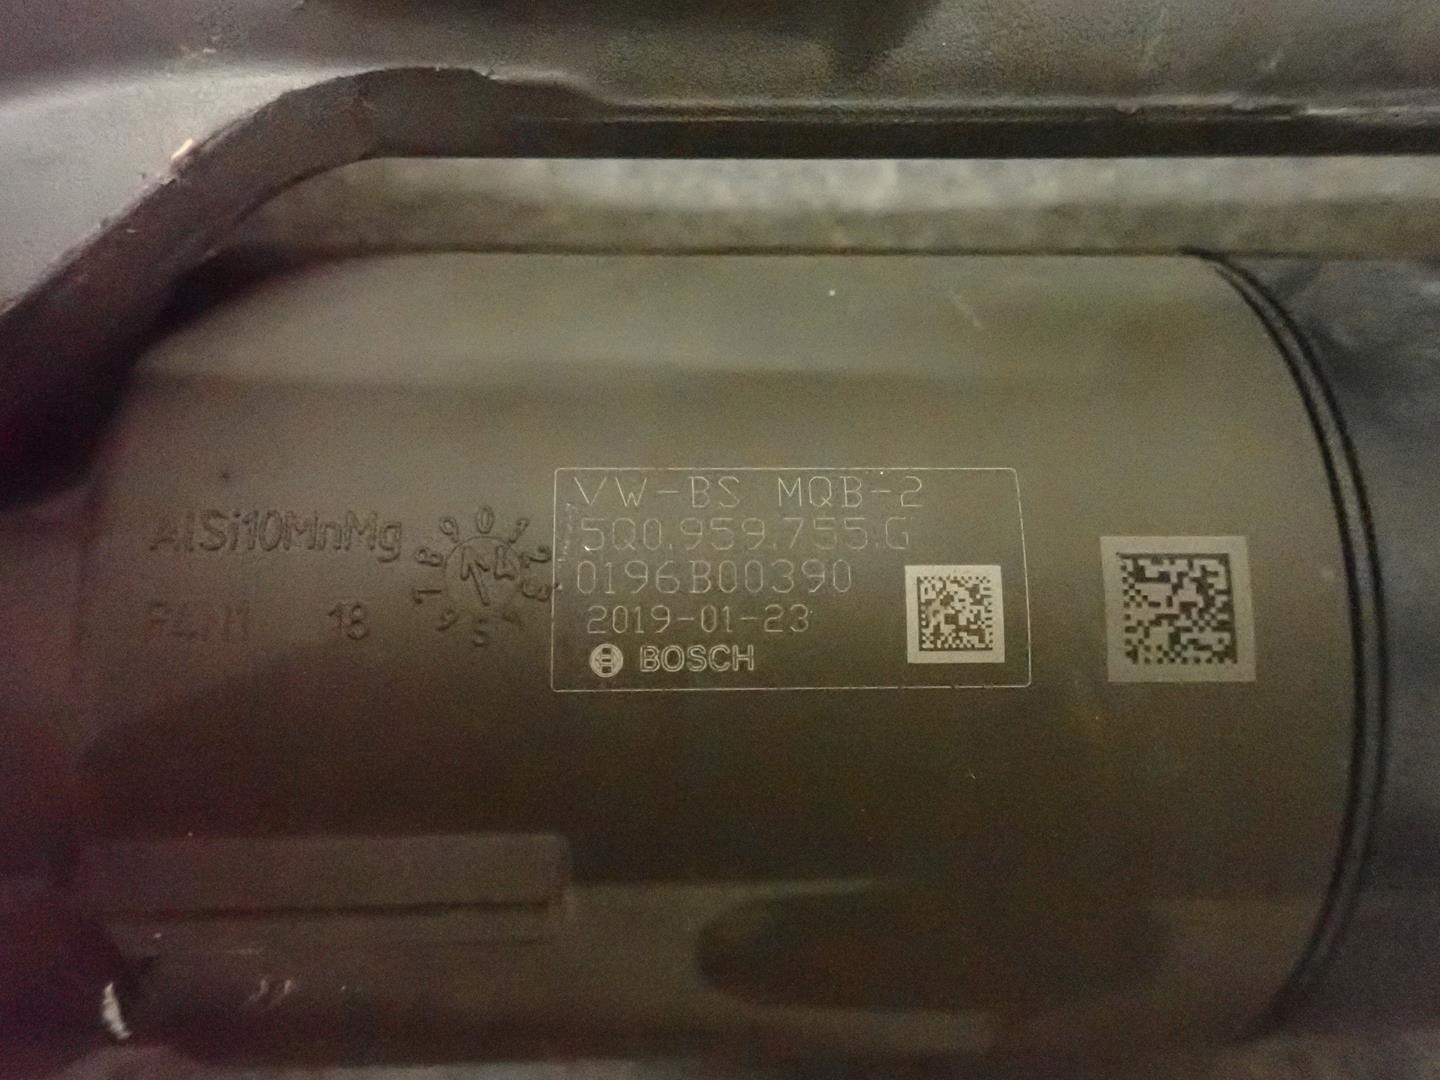 VW-BS MQB-2
5Q0.959.755.G
0196B00390
2019-01-23
BOSCH
AlSi10MnMg
18